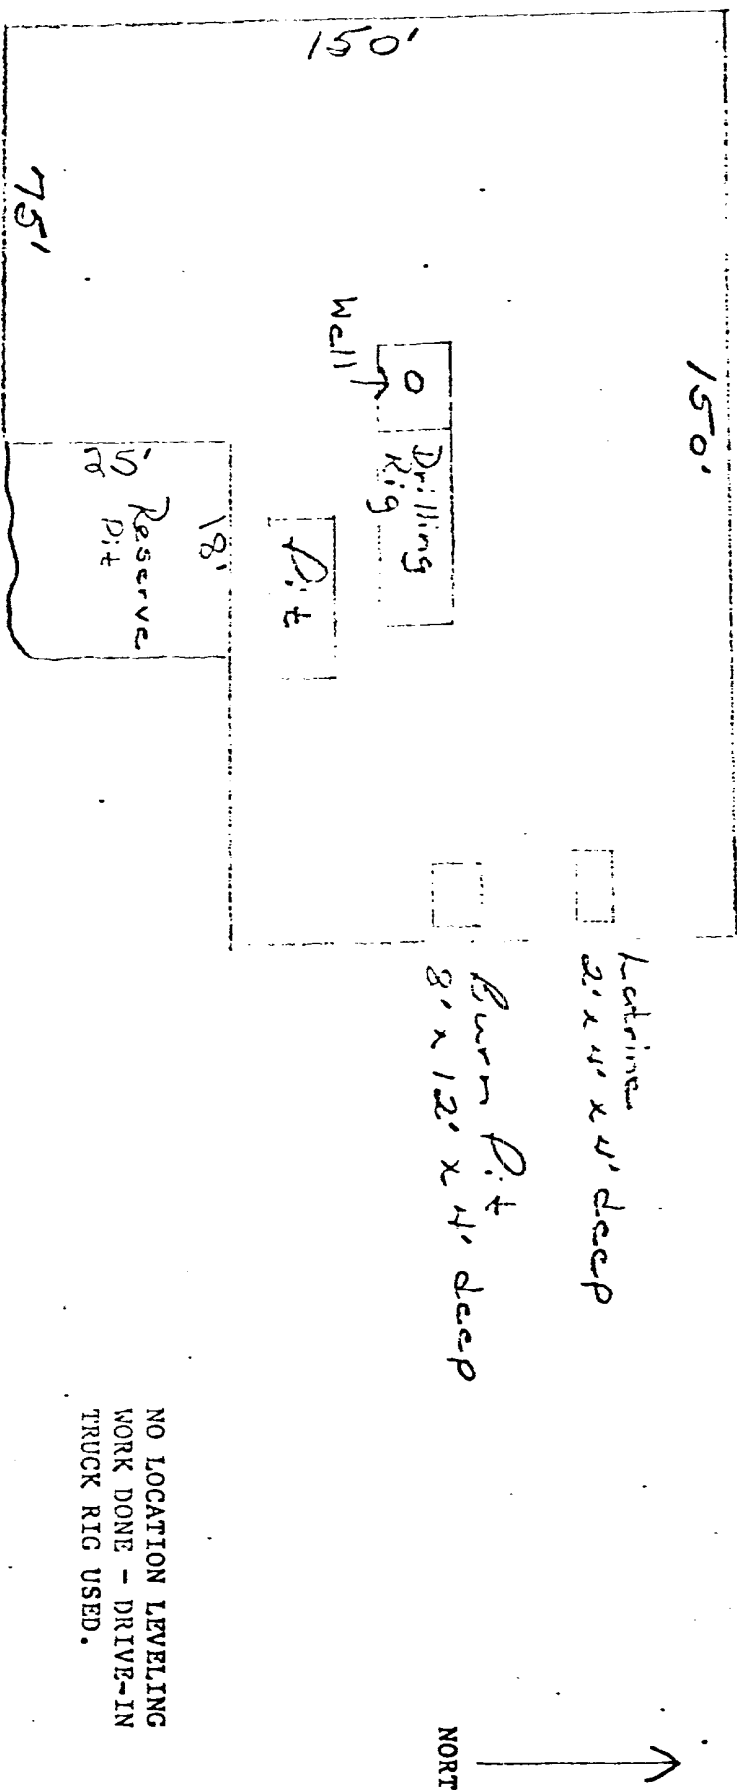 150'
150'
75'
Well
O
Drilling
Rig
Pit
18'
25'
Reserve
Pit
Latrine
2' x 4' x 4' deep
Burn Pit
8' x 12' x 4' deep
NO LOCATION LEVELING
WORK DONE - DRIVE-IN
TRUCK RIG USED.
NORT